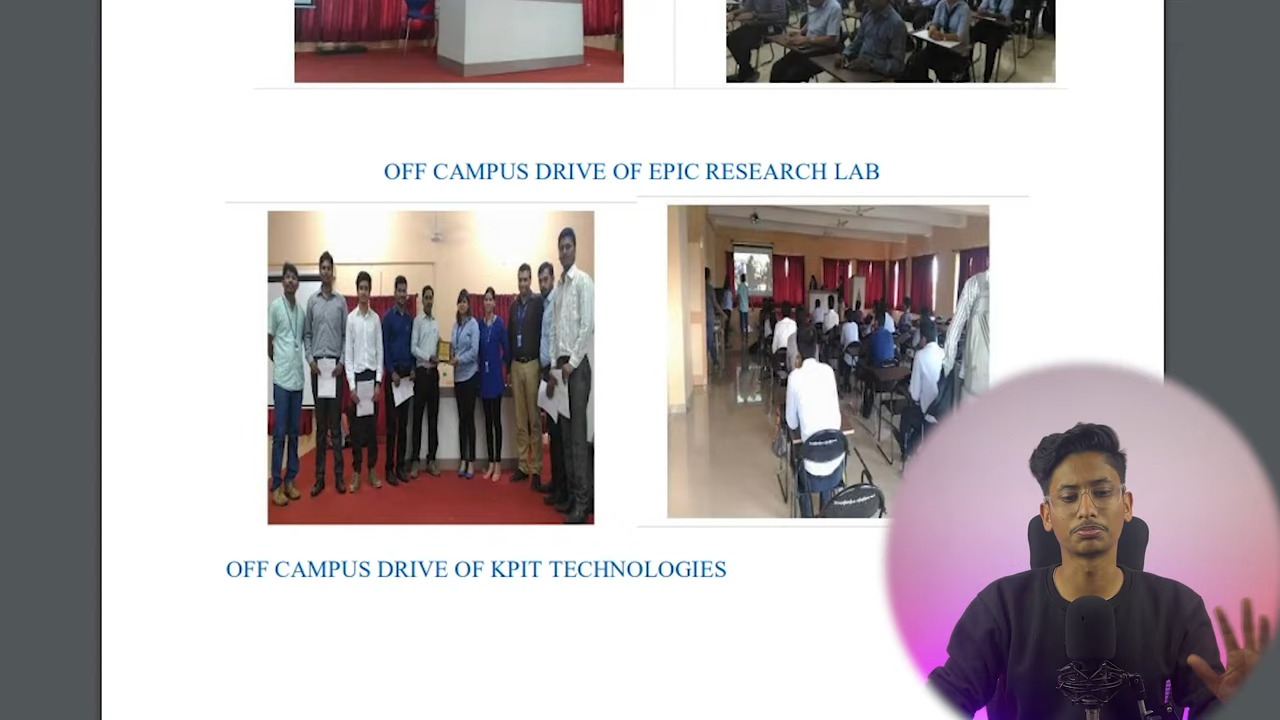 OFF CAMPUS DRIVE OF EPIC RESEARCH LAB
OFF CAMPUS DRIVE OF KPIT TECHNOLOGIES